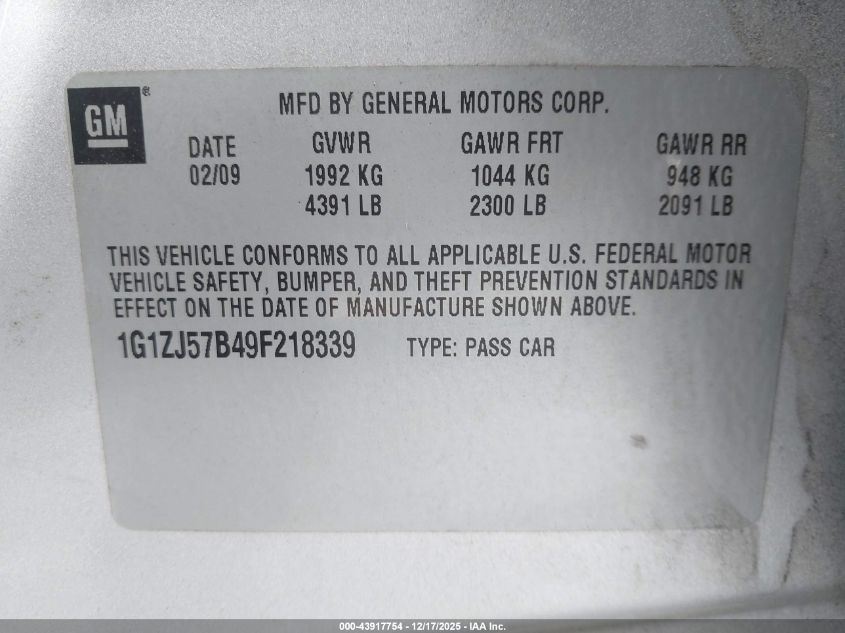 GM®
MFD BY GENERAL MOTORS CORP.
DATE GVWR GAWR FRT GAWR RR
02/09 1992 KG 1044 KG 948 KG
4391 LB 2300 LB 2091 LB
THIS VEHICLE CONFORMS TO ALL APPLICABLE U.S. FEDERAL MOTOR
VEHICLE SAFETY, BUMPER, AND THEFT PREVENTION STANDARDS IN
EFFECT ON THE DATE OF MANUFACTURE SHOWN ABOVE.
1G1ZJ57B49F218339 TYPE: PASS CAR
000-43917754 - 12/17/2025 - IAA Inc.